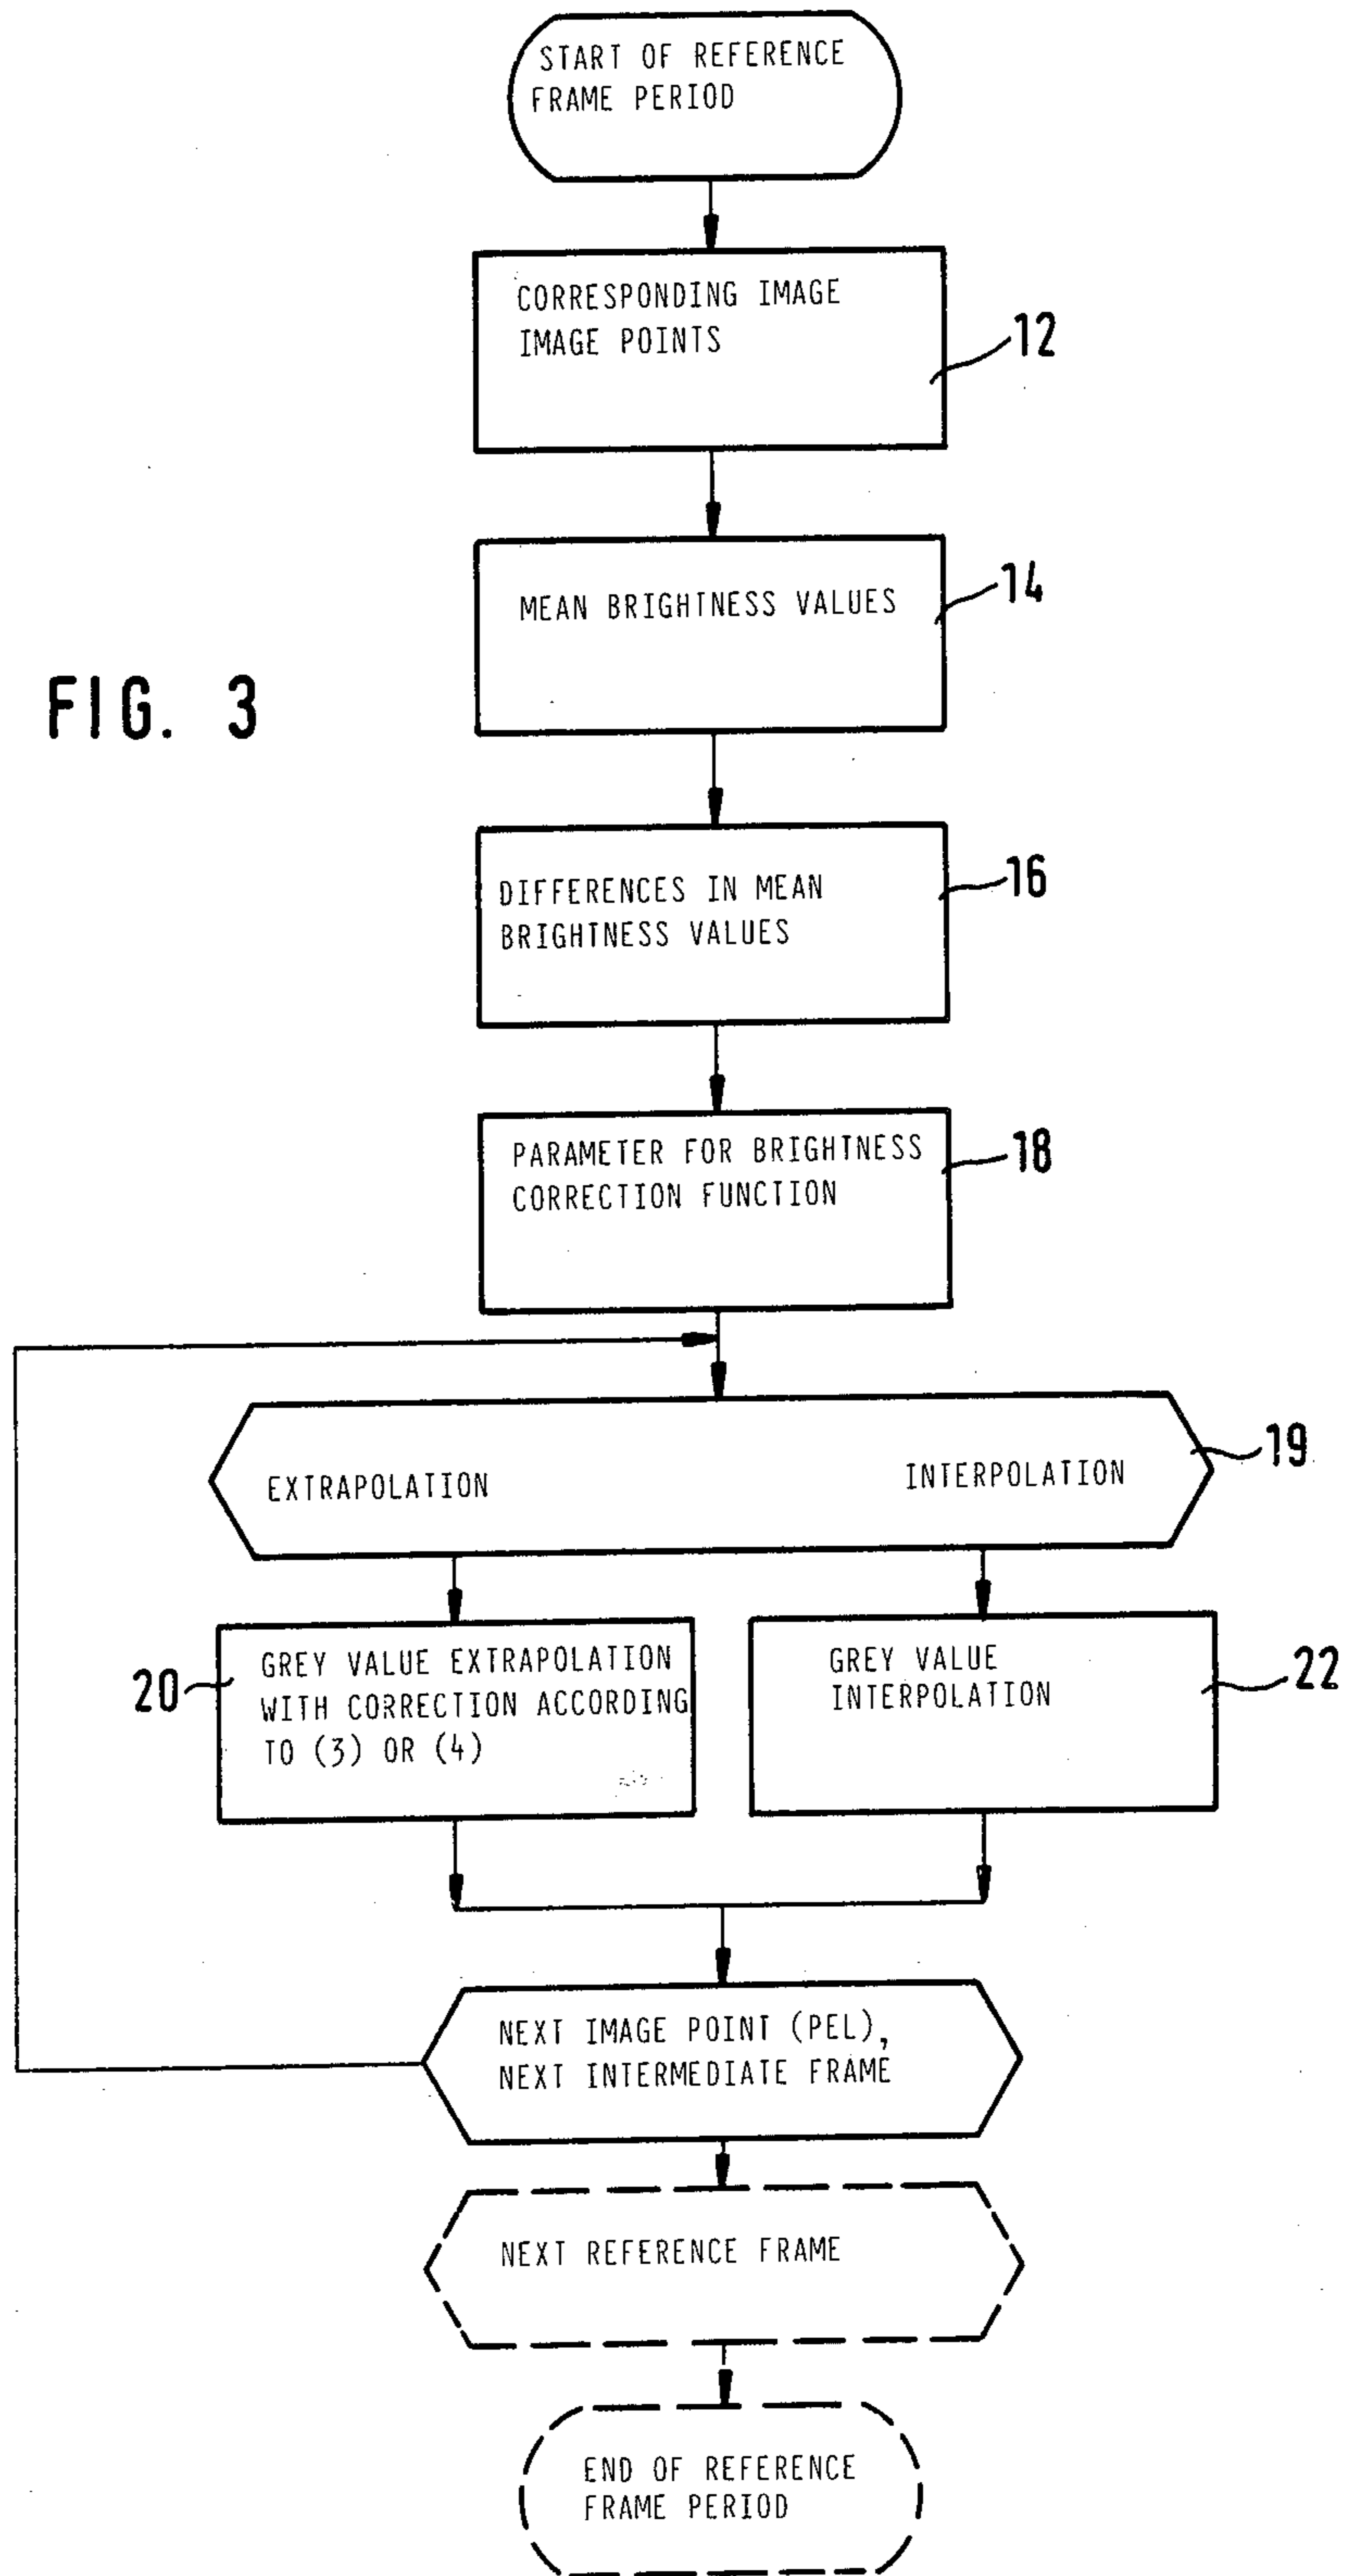 START OF REFERENCE
FRAME PERIOD
CORRESPONDING IMAGE
IMAGE POINTS
12
MEAN BRIGHTNESS VALUES
14
FIG. 3
DIFFERENCES IN MEAN
BRIGHTNESS VALUES
16
PARAMETER FOR BRIGHTNESS
CORRECTION FUNCTION
18
EXTRAPOLATION
INTERPOLATION
19
20
GREY VALUE EXTRAPOLATION
WITH CORRECTION ACCORDING
TO (3) OR (4)
GREY VALUE
INTERPOLATION
22
NEXT IMAGE POINT (PEL),
NEXT INTERMEDIATE FRAME
NEXT REFERENCE FRAME
END OF REFERENCE
FRAME PERIOD